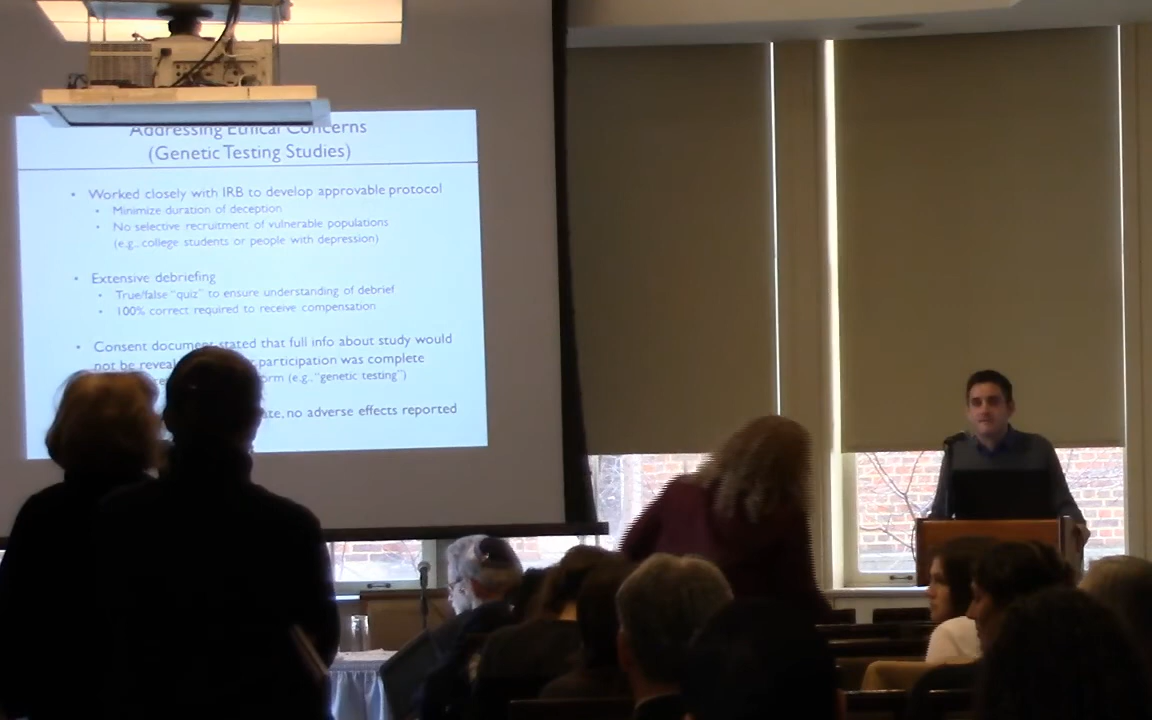 Addressing Ethical Concerns
(Genetic Testing Studies)
• Worked closely with IRB to develop approvable protocol
• Minimize duration of deception
• No selective recruitment of vulnerable populations
(e.g., college students or people with depression)
• Extensive debriefing
• True/false "quiz" to ensure understanding of debrief
• 100% correct required to receive compensation
• Consent document stated that full info about study would
not be participation was complete
(e.g., "genetic testing")
no adverse effects reported